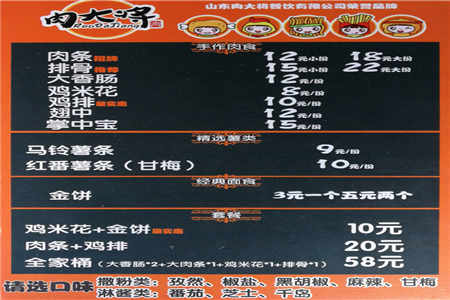 肉大将
RouDaJiang
山东肉大将餐饮有限公司荣誉品牌
手作肉食
肉条招牌 12元/小份 18元/大份
排骨推荐 15元/小份 22元/大份
大香肠 12元/份
鸡米花 8元/份
鸡排最实惠 10元/份
翅中 12元/份
掌中宝 15元/份
精选薯类
马铃薯条 9元/份
红番薯条（甘梅） 10元/份
经典面食
金饼 3元一个五元两个
套餐
鸡米花+金饼最实惠 10元
肉条+鸡排 20元
全家桶（大香肠*2+大肉条*1+鸡米花*1+排骨*1） 58元
请选口味
撒粉类：孜然、椒盐、黑胡椒、麻辣、甘梅
淋酱类：番茄、芝士、千岛